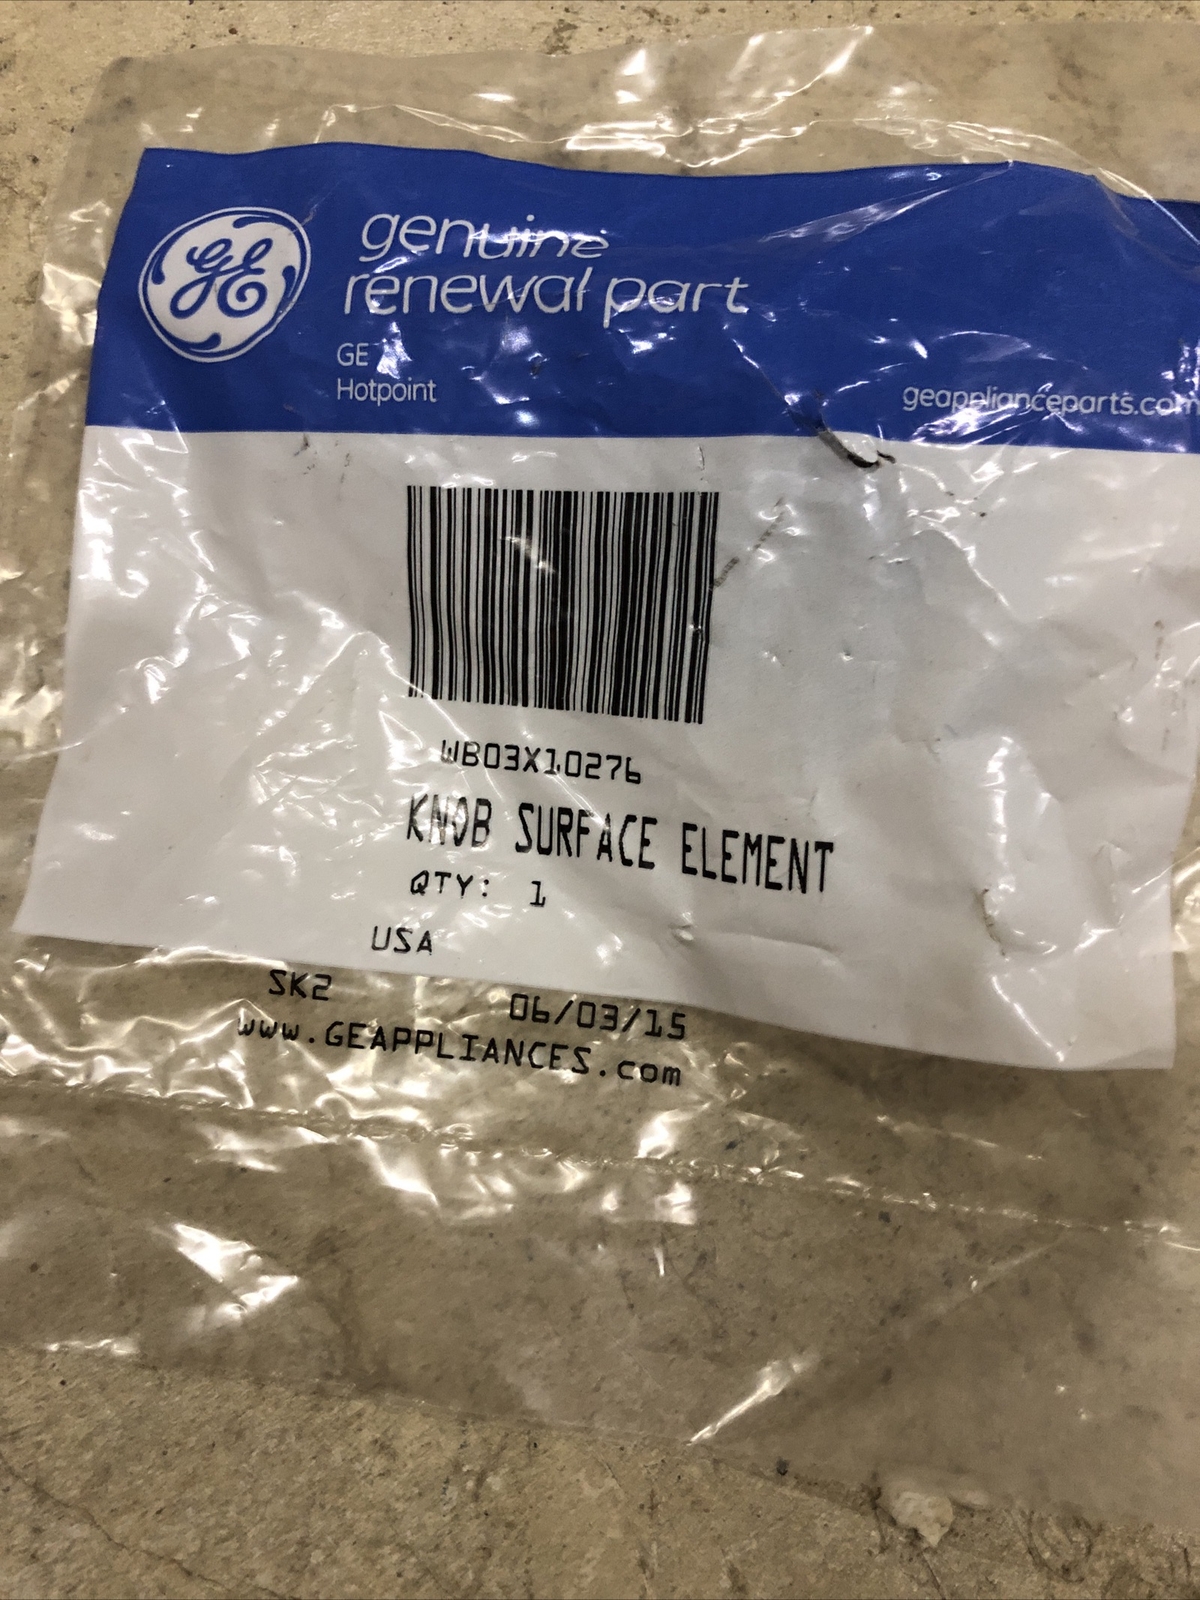 GE
genuine
renewal part
GE
Hotpoint
geapplianceparts.com
WB03X10276
KNOB SURFACE ELEMENT
QTY: 1
USA
SK2 06/03/15
www.GEAPPLIANCES.com